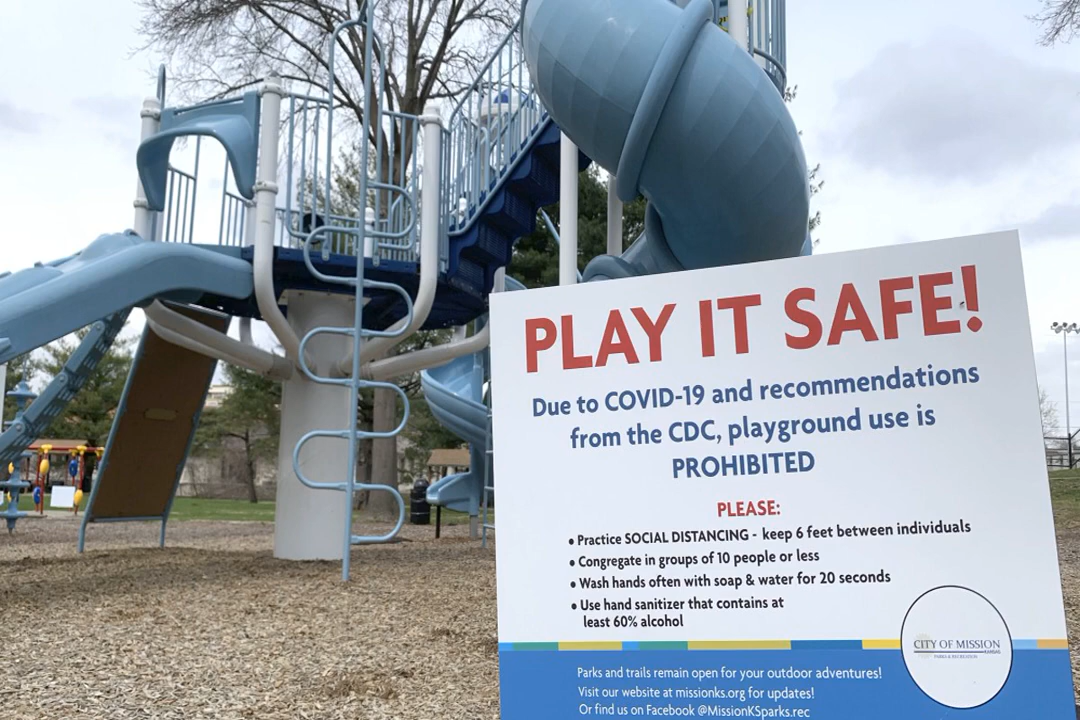 PLAY IT SAFE!
Due to COVID-19 and recommendations
from the CDC, playground use is
PROHIBITED
PLEASE:
• Practice SOCIAL DISTANCING - keep 6 feet between individuals
• Congregate in groups of 10 people or less
• Wash hands often with soap & water for 20 seconds
• Use hand sanitizer that contains at
least 60% alcohol
CITY OF MISSION
KANSAS
PARKS & RECREATION
Parks and trails remain open for your outdoor adventures!
Visit our website at missionks.org for updates!
Or find us on Facebook @MissionKSparks.rec